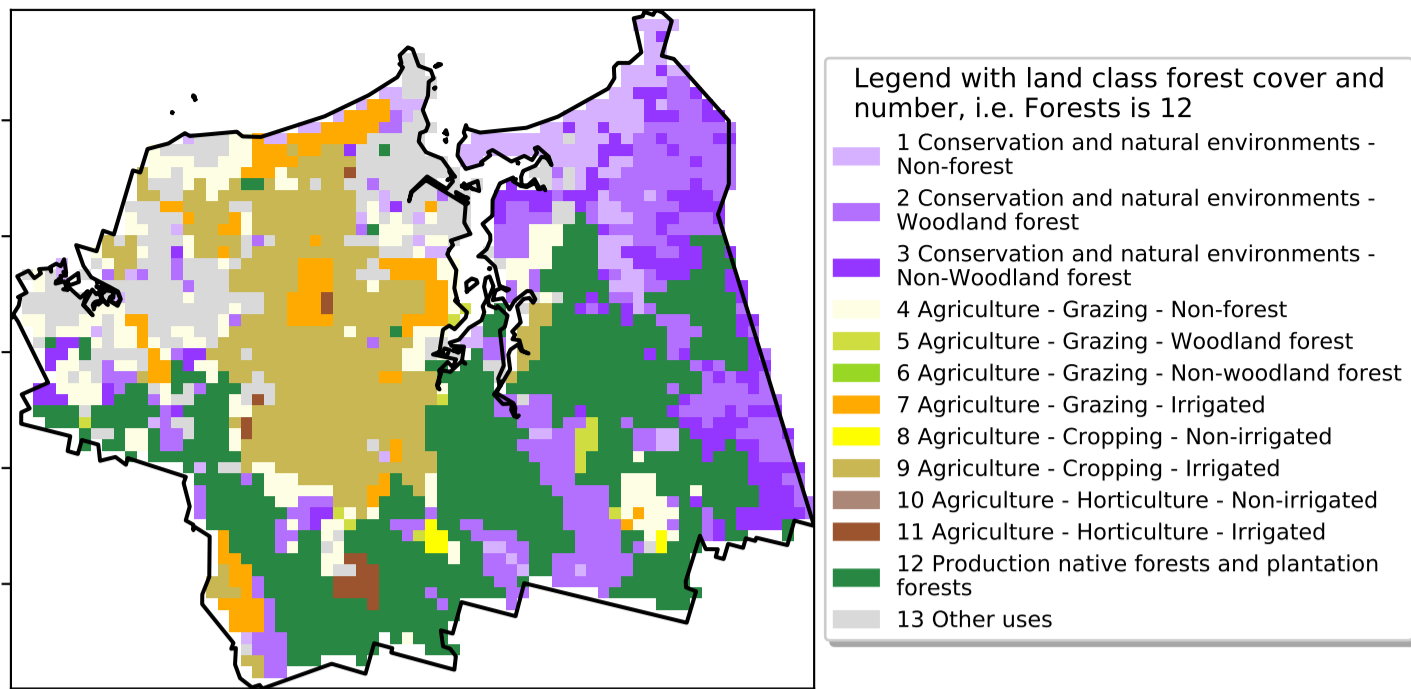 Legend with land class forest cover and
number, i.e. Forests is 12
1 Conservation and natural environments -
Non-forest
2 Conservation and natural environments -
Woodland forest
3 Conservation and natural environments -
Non-Woodland forest
4 Agriculture - Grazing - Non-forest
5 Agriculture - Grazing - Woodland forest
6 Agriculture - Grazing - Non-woodland forest
7 Agriculture - Grazing - Irrigated
8 Agriculture - Cropping - Non-irrigated
9 Agriculture - Cropping - Irrigated
10 Agriculture - Horticulture - Non-irrigated
11 Agriculture - Horticulture - Irrigated
12 Production native forests and plantation
forests
13 Other uses